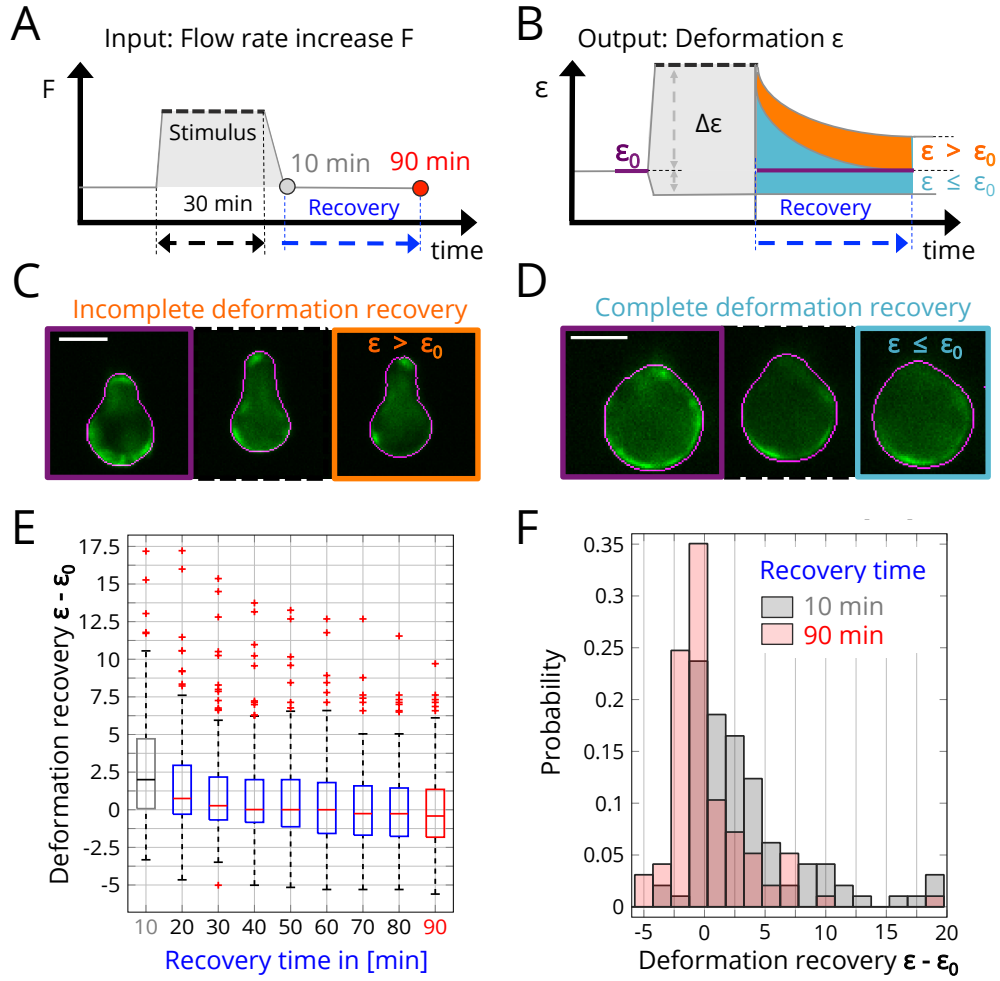 A
Input: Flow rate increase F
F
Stimulus
10 min
90 min
30 min
Recovery
time
B
Output: Deformation ε
ε
ε₀
Δε
ε > ε₀
ε ≤ ε₀
Recovery
time
C
Incomplete deformation recovery
ε > ε₀
D
Complete deformation recovery
ε ≤ ε₀
E
Deformation recovery ε - ε₀
17.5
15
12.5
10
7.5
5
2.5
0
-2.5
-5
10 20 30 40 50 60 70 80 90
Recovery time in [min]
F
Probability
0.35
0.3
0.25
0.2
0.15
0.1
0.05
0
Recovery time
10 min
90 min
-5 0 5 10 15 20
Deformation recovery ε - ε₀